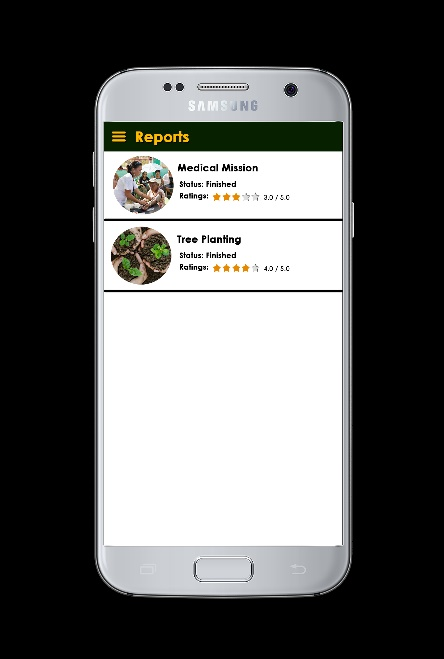 SAMSUNG
Reports
Medical Mission
Status: Finished
Ratings: 3.0 / 5.0
Tree Planting
Status: Finished
Ratings: 4.0 / 5.0